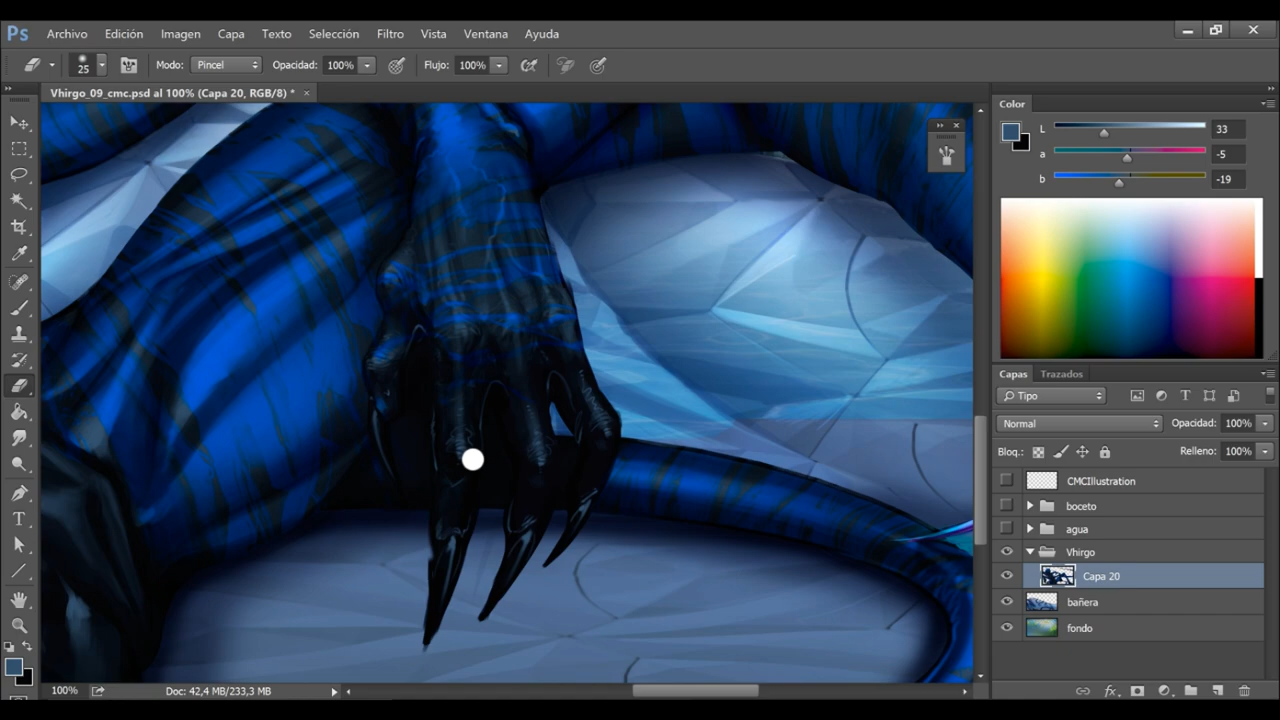 Ps Archivo Edición Imagen Capa Texto Selección Filtro Vista Ventana Ayuda
25 Modo: Pincel Opacidad: 100% Flujo: 100%
Vhirgo_09_cmc.psd al 100% (Capa 20, RGB/8) * ×
Color
L 33
a -5
b -19
Capas Trazados
Tipo
Normal Opacidad: 100%
Bloq.: Relleno: 100%
CMCIllustration
boceto
agua
Vhirgo
Capa 20
bañera
fondo
100% Doc: 42,4 MB/233,3 MB